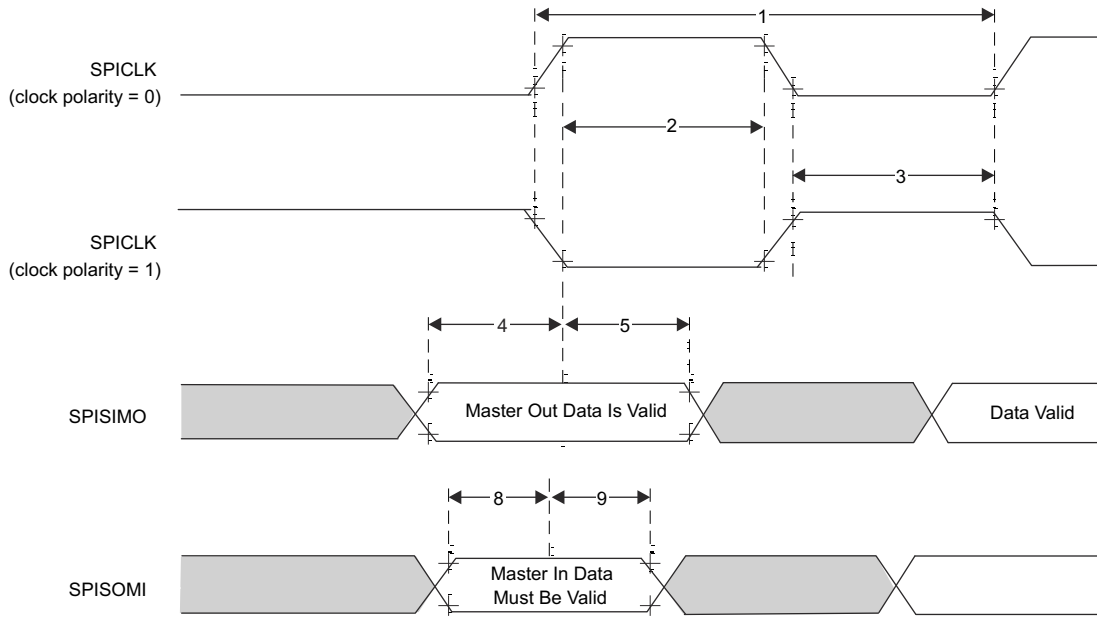 1
SPICLK
(clock polarity = 0)
2
3
SPICLK
(clock polarity = 1)
4
5
SPISIMO
Master Out Data Is Valid
Data Valid
8
9
SPISOMI
Master In Data
Must Be Valid